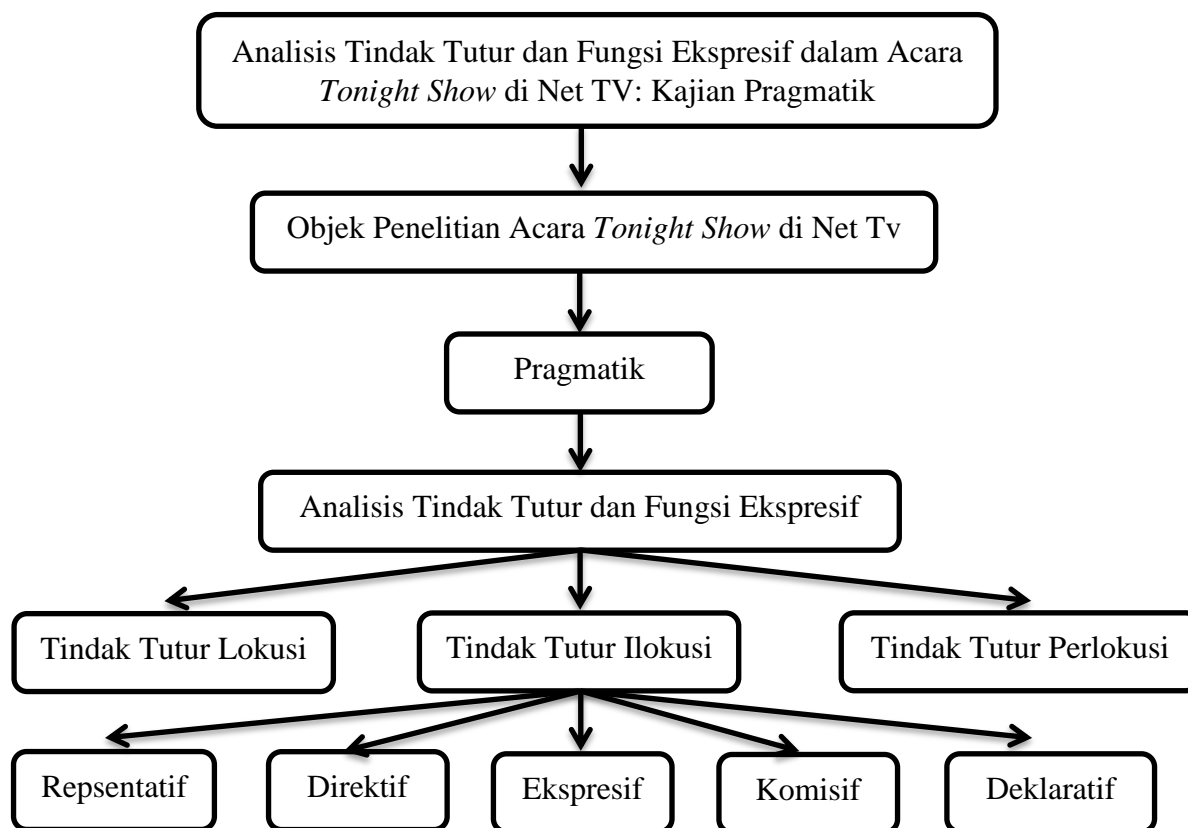 Analisis Tindak Tutur dan Fungsi Ekspresif dalam Acara
Tonight Show di Net TV: Kajian Pragmatik
Objek Penelitian Acara Tonight Show di Net Tv
Pragmatik
Analisis Tindak Tutur dan Fungsi Ekspresif
Tindak Tutur Lokusi
Tindak Tutur Ilokusi
Tindak Tutur Perlokusi
Repsentatif
Direktif
Ekspresif
Komisif
Deklaratif